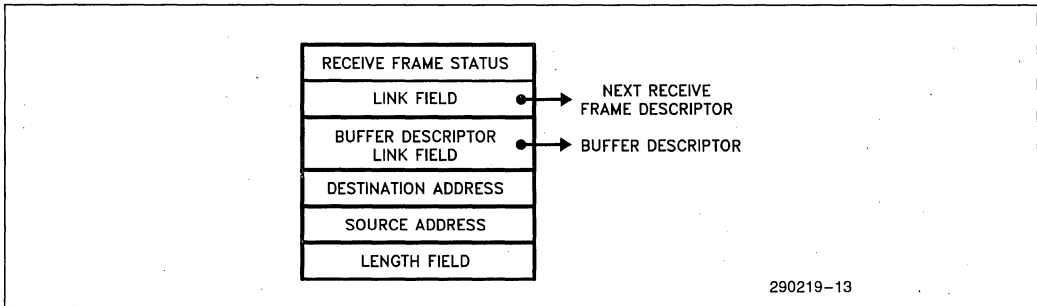 RECEIVE FRAME STATUS
LINK FIELD
NEXT RECEIVE
FRAME DESCRIPTOR
BUFFER DESCRIPTOR
LINK FIELD
BUFFER DESCRIPTOR
DESTINATION ADDRESS
SOURCE ADDRESS
LENGTH FIELD
290219-13